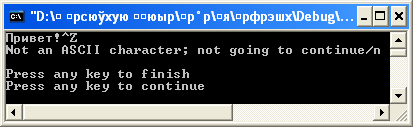 "D:\¤ ¤рсюўхую ¤¤юыр\¤р°р\¤я\¤рфрэшх\Debug\...
Привет!^Z
Not an ASCII character; not going to continue/n
Press any key to finish
Press any key to continue